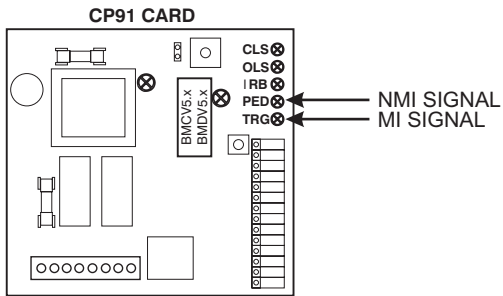 CP91 CARD
CLS
OLS
IRB
PED
TRG
NMI SIGNAL
MI SIGNAL
BMCV5.x
BMDV5.x